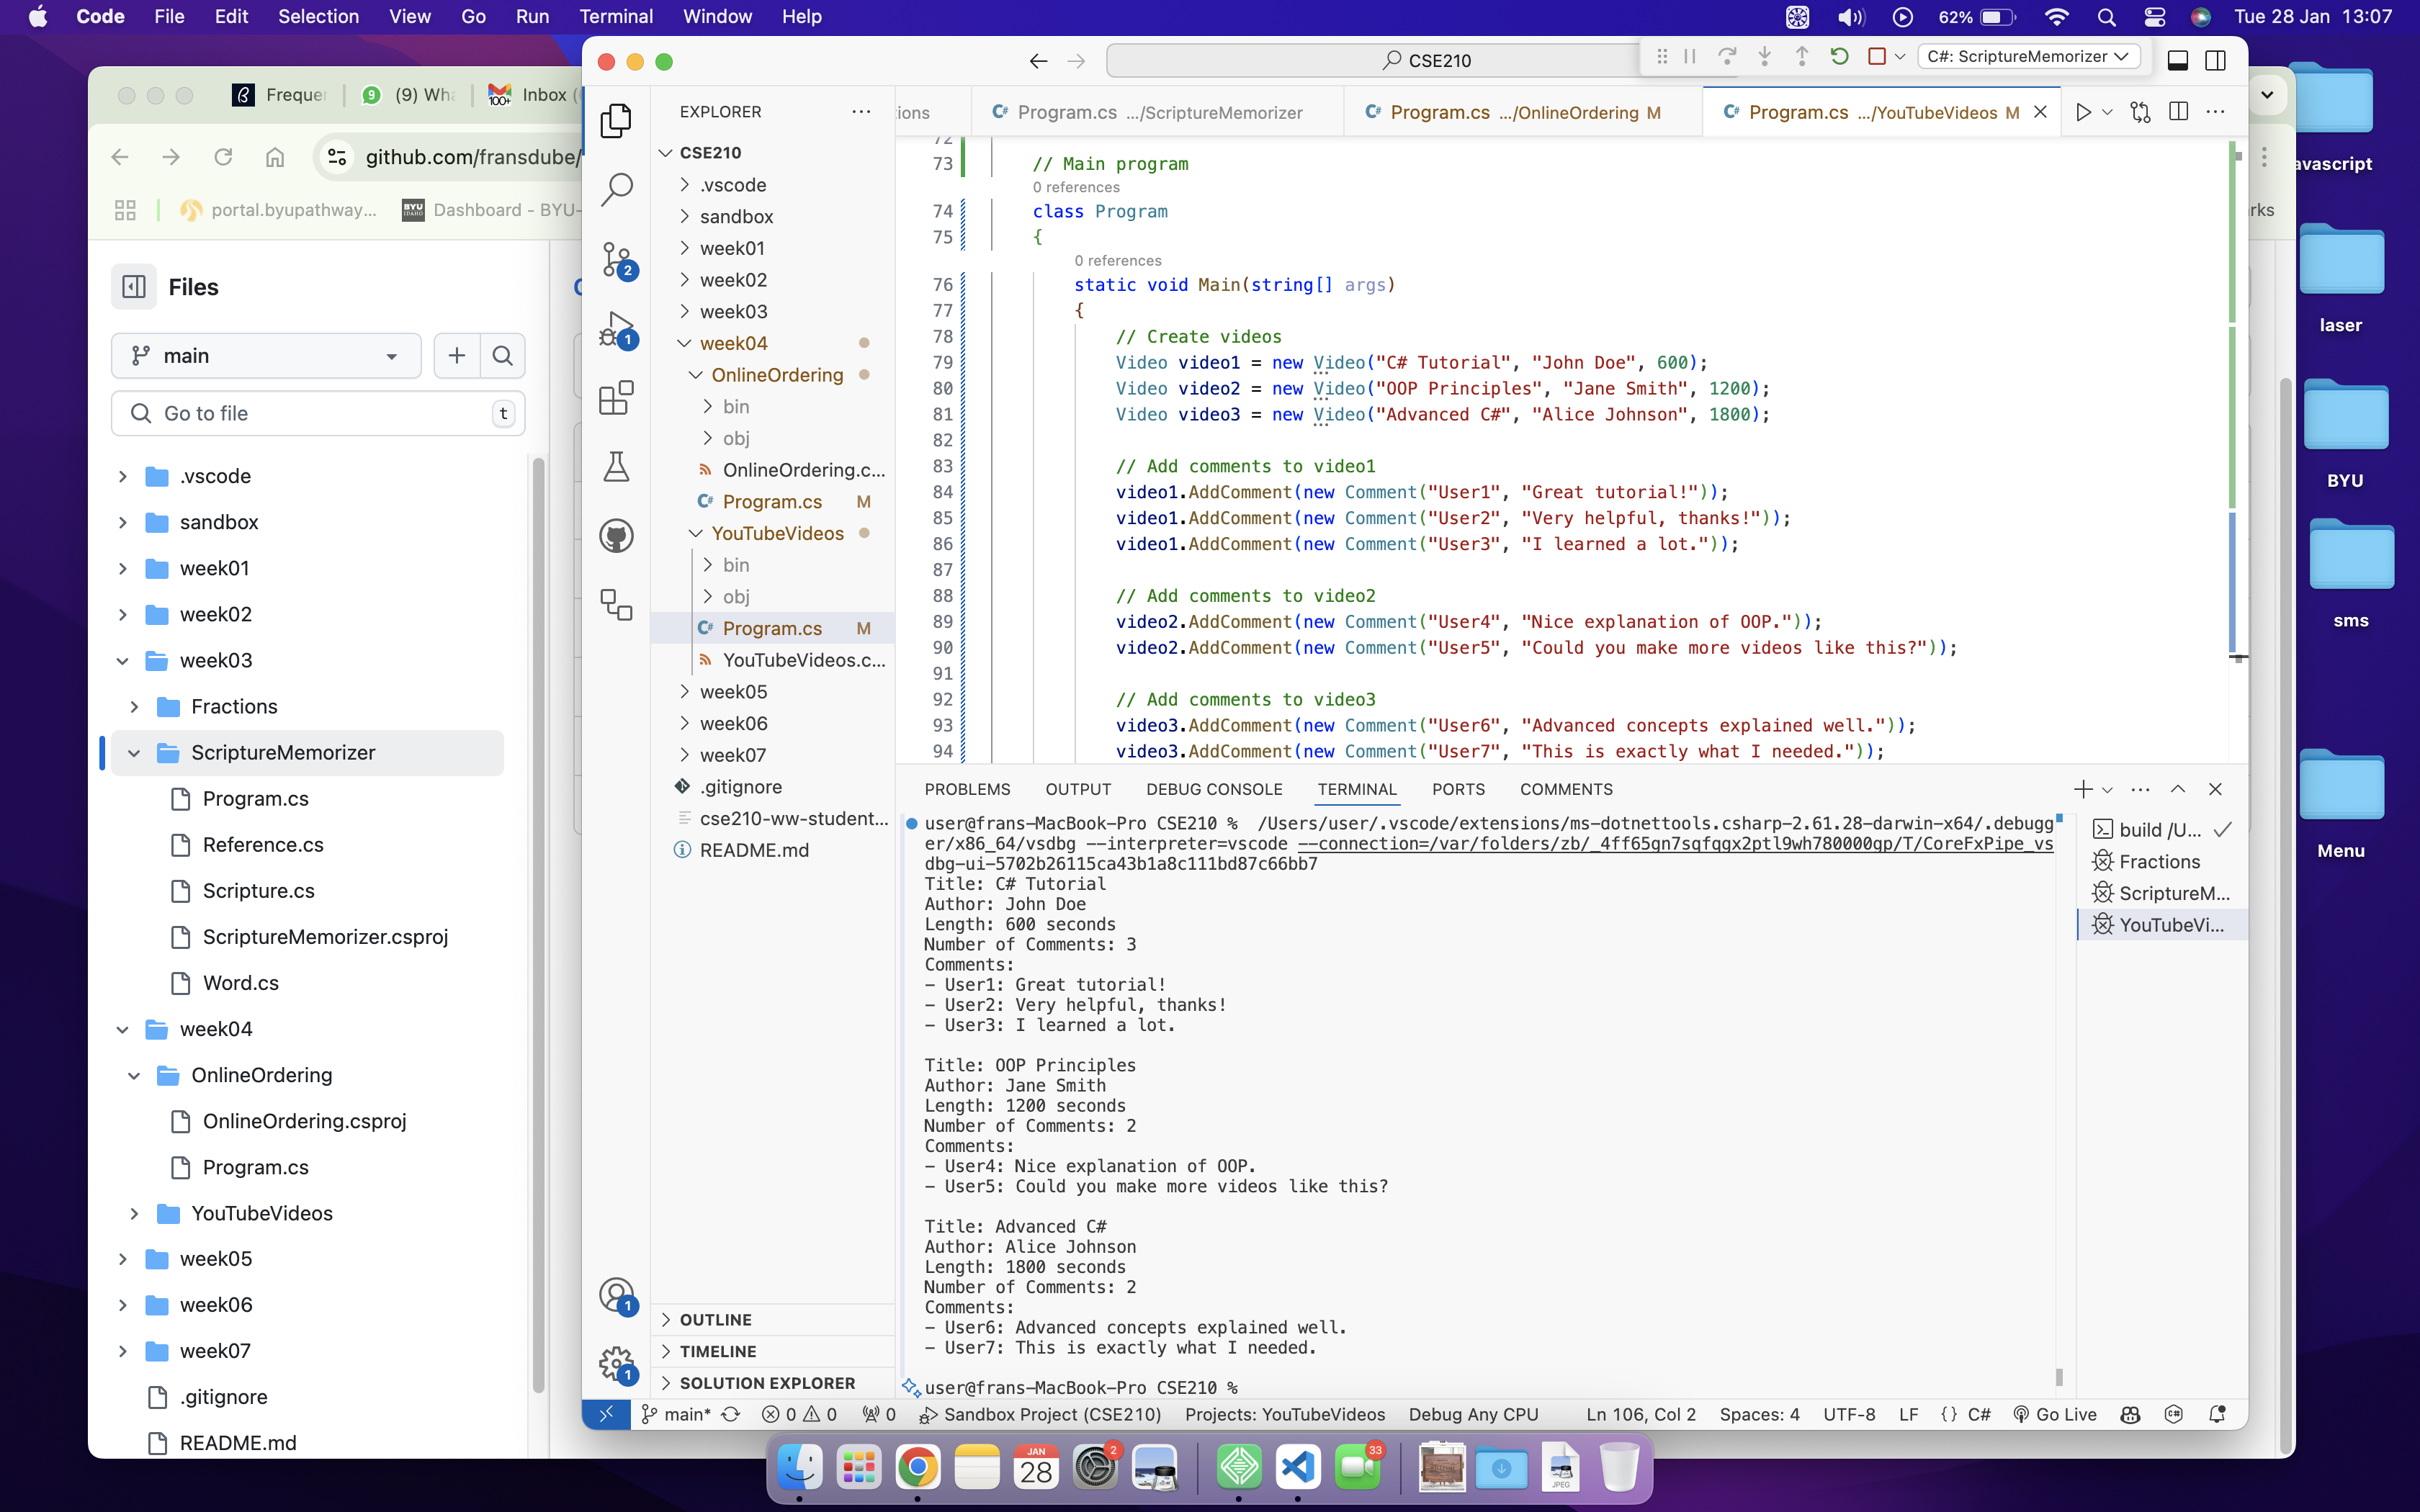 Code File Edit Selection View Go Run Terminal Window Help
62% Tue 28 Jan 13:07
Frequer
9 (9) Wha
100+ Inbox (
github.com/fransdube/
portal.byupathway...
BYU IDAHO Dashboard - BYU-
rks
Files
main
Go to file t
.vscode
sandbox
week01
week02
week03
Fractions
ScriptureMemorizer
Program.cs
Reference.cs
Scripture.cs
ScriptureMemorizer.csproj
Word.cs
week04
OnlineOrdering
OnlineOrdering.csproj
Program.cs
YouTubeVideos
week05
week06
week07
.gitignore
README.md
CSE210
C#: ScriptureMemorizer
2
1
1
1
EXPLORER
CSE210
.vscode
sandbox
week01
week02
week03
week04
OnlineOrdering
bin
obj
OnlineOrdering.c...
C# Program.cs M
YouTubeVideos
bin
obj
C# Program.cs M
YouTubeVideos.c...
week05
week06
week07
.gitignore
cse210-ww-student...
README.md
OUTLINE
TIMELINE
SOLUTION EXPLORER
ions
C# Program.cs .../ScriptureMemorizer
C# Program.cs .../OnlineOrdering M
C# Program.cs .../YouTubeVideos M
72
73 // Main program
0 references
74 class Program
75 {
0 references
76 static void Main(string[] args)
77 {
78 // Create videos
79 Video video1 = new Video("C# Tutorial", "John Doe", 600);
80 Video video2 = new Video("OOP Principles", "Jane Smith", 1200);
81 Video video3 = new Video("Advanced C#", "Alice Johnson", 1800);
82
83 // Add comments to video1
84 video1.AddComment(new Comment("User1", "Great tutorial!"));
85 video1.AddComment(new Comment("User2", "Very helpful, thanks!"));
86 video1.AddComment(new Comment("User3", "I learned a lot."));
87
88 // Add comments to video2
89 video2.AddComment(new Comment("User4", "Nice explanation of OOP."));
90 video2.AddComment(new Comment("User5", "Could you make more videos like this?"));
91
92 // Add comments to video3
93 video3.AddComment(new Comment("User6", "Advanced concepts explained well."));
94 video3.AddComment(new Comment("User7", "This is exactly what I needed."));
PROBLEMS OUTPUT DEBUG CONSOLE TERMINAL PORTS COMMENTS
user@frans-MacBook-Pro CSE210 % /Users/user/.vscode/extensions/ms-dotnettools.csharp-2.61.28-darwin-x64/.debugg
er/x86_64/vsdbg --interpreter=vscode --connection=/var/folders/zb/_4ff65qn7sqfqgx2ptl9wh780000gp/T/CoreFxPipe_vs
dbg-ui-5702b26115ca43b1a8c111bd87c66bb7
Title: C# Tutorial
Author: John Doe
Length: 600 seconds
Number of Comments: 3
Comments:
- User1: Great tutorial!
- User2: Very helpful, thanks!
- User3: I learned a lot.
Title: OOP Principles
Author: Jane Smith
Length: 1200 seconds
Number of Comments: 2
Comments:
- User4: Nice explanation of OOP.
- User5: Could you make more videos like this?
Title: Advanced C#
Author: Alice Johnson
Length: 1800 seconds
Number of Comments: 2
Comments:
- User6: Advanced concepts explained well.
- User7: This is exactly what I needed.
user@frans-MacBook-Pro CSE210 %
build /U...
Fractions
ScriptureM...
YouTubeVi...
main* 0 0 0 Sandbox Project (CSE210) Projects: YouTubeVideos Debug Any CPU Ln 106, Col 2 Spaces: 4 UTF-8 LF {} C# Go Live
avascript
laser
BYU
sms
Menu
JAN
28
2
33
JPEG